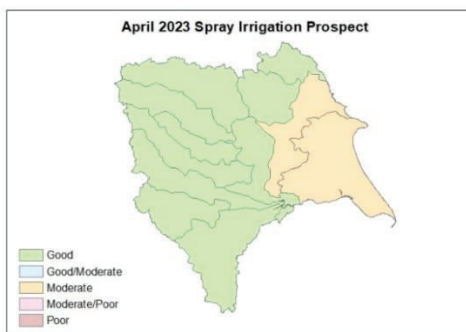 April 2023 Spray Irrigation Prospect
Good
Good/Moderate
Moderate
Moderate/Poor
Poor